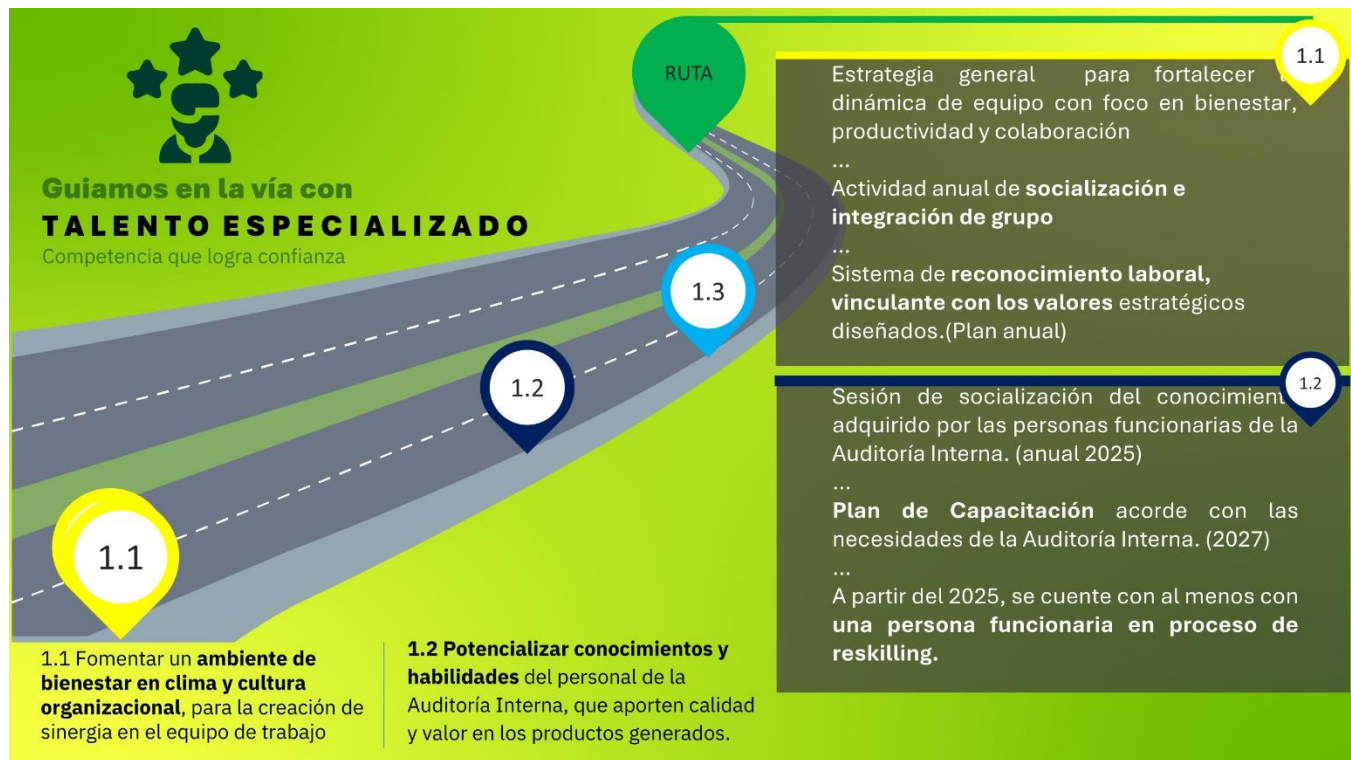 Guiamos en la vía con
TALENTO ESPECIALIZADO
Competencia que logra confianza
RUTA
1.1
1.2
1.3
1.1 Fomentar un ambiente de
bienestar en clima y cultura
organizacional, para la creación de
sinergia en el equipo de trabajo
1.2 Potencializar conocimientos y
habilidades del personal de la
Auditoría Interna, que aporten calidad
y valor en los productos generados.
1.1
Estrategia general para fortalecer
dinámica de equipo con foco en bienestar,
productividad y colaboración
...
Actividad anual de socialización e
integración de grupo
...
Sistema de reconocimiento laboral,
vinculante con los valores estratégicos
diseñados.(Plan anual)
1.2
Sesión de socialización del conocimient
adquirido por las personas funcionarias de la
Auditoría Interna. (anual 2025)
...
Plan de Capacitación acorde con las
necesidades de la Auditoría Interna. (2027)
...
A partir del 2025, se cuente con al menos con
una persona funcionaria en proceso de
reskilling.